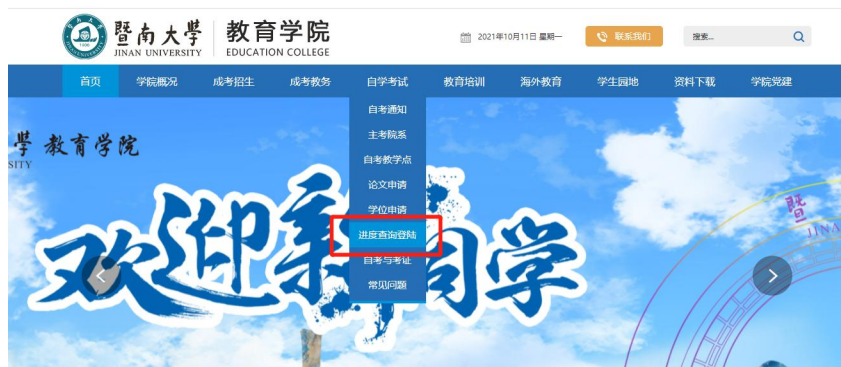 暨南大學 教育学院
JINAN UNIVERSITY EDUCATION COLLEGE
2021年10月11日 星期一 联系我们 搜索...
首页 学院概况 成考招生 成考教务 自学考试 教育培训 海外教育 学生园地 资料下载 学院党建
自考通知
主考院系
自考教学点
论文申请
学位申请
进度查询登陆
自考与考证
常见问题
學 教育学院
SITY
欢迎新同学
暨
JINA